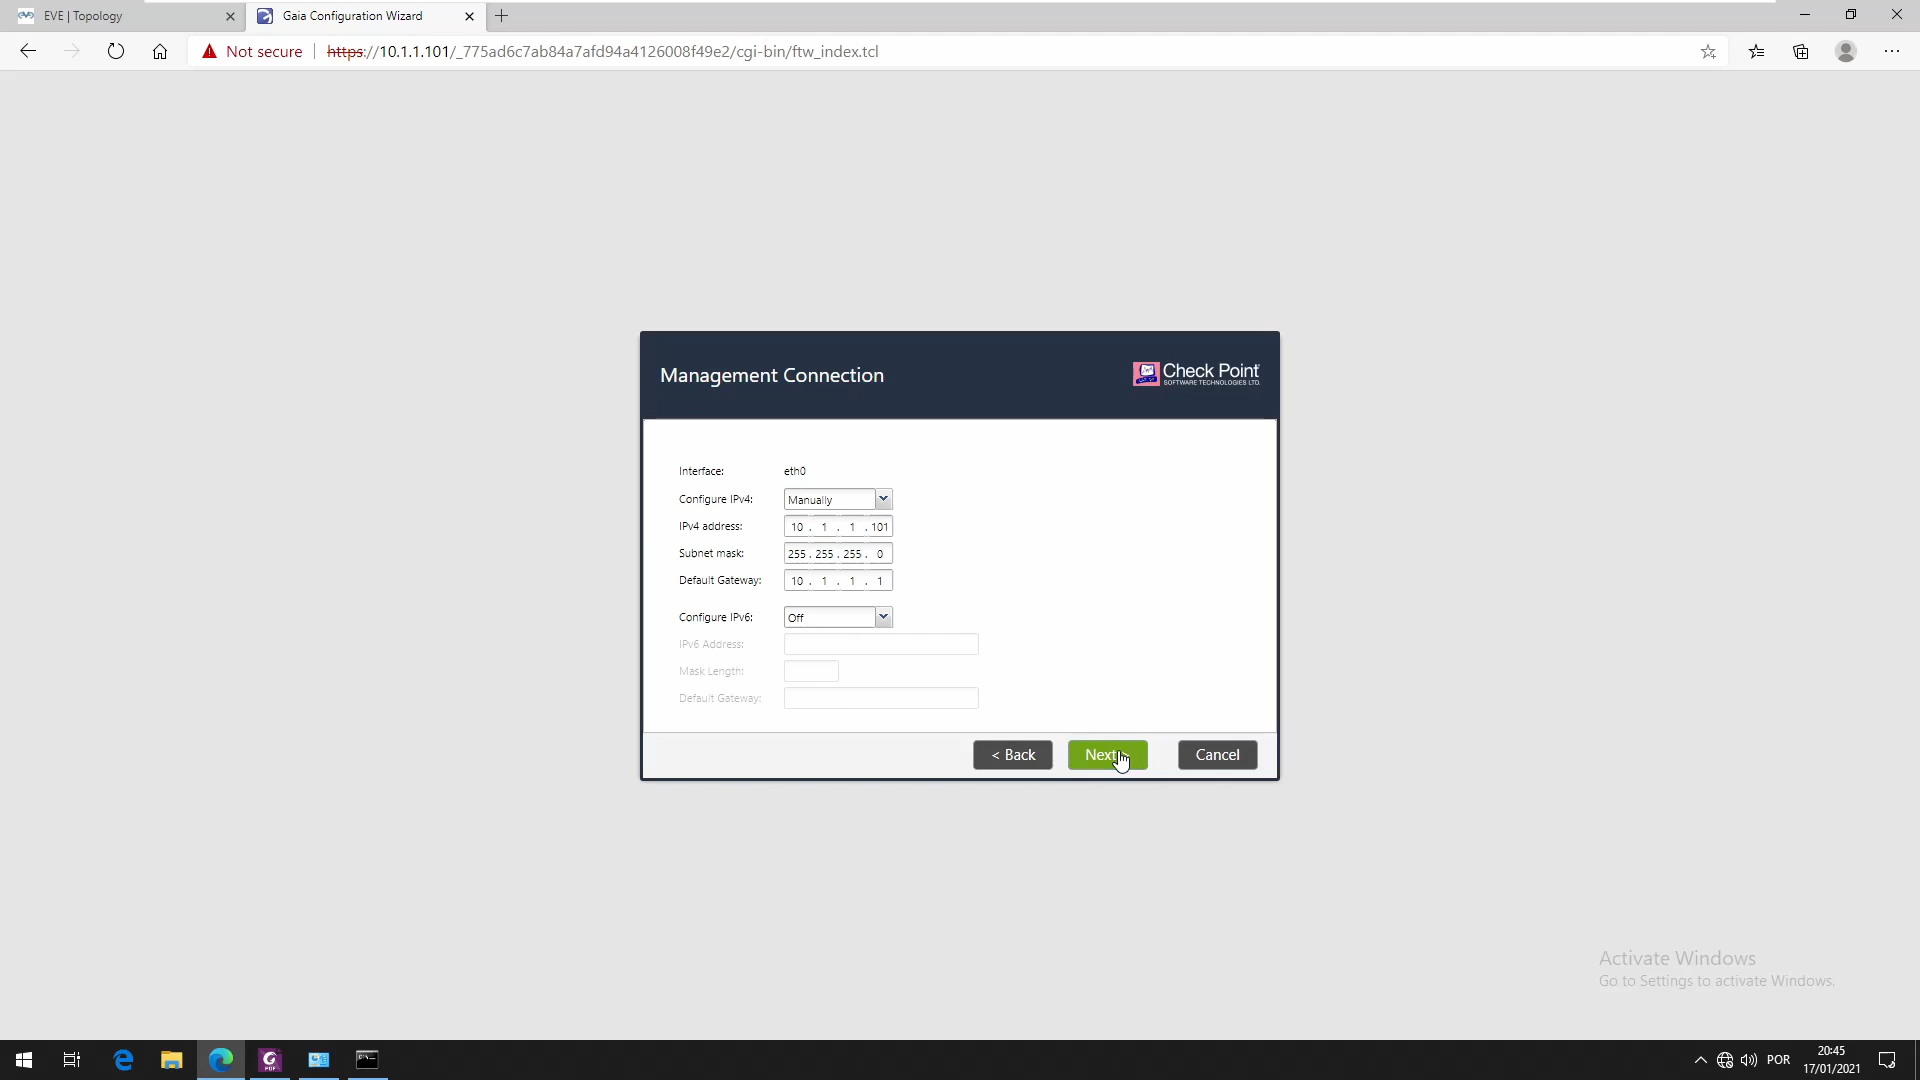 EVE | Topology
Gaia Configuration Wizard
Not secure
https://10.1.1.101/_775ad6c7ab84a7afd94a4126008f49e2/cgi-bin/ftw_index.tcl
Management Connection
Check Point
SOFTWARE TECHNOLOGIES LTD.
Interface: eth0
Configure IPv4: Manually
IPv4 address: 10 . 1 . 1 . 101
Subnet mask: 255 . 255 . 255 . 0
Default Gateway: 10 . 1 . 1 . 1
Configure IPv6: Off
IPv6 Address:
Mask Length:
Default Gateway:
< Back Next > Cancel
Activate Windows
Go to Settings to activate Windows.
POR
20:45
17/01/2021